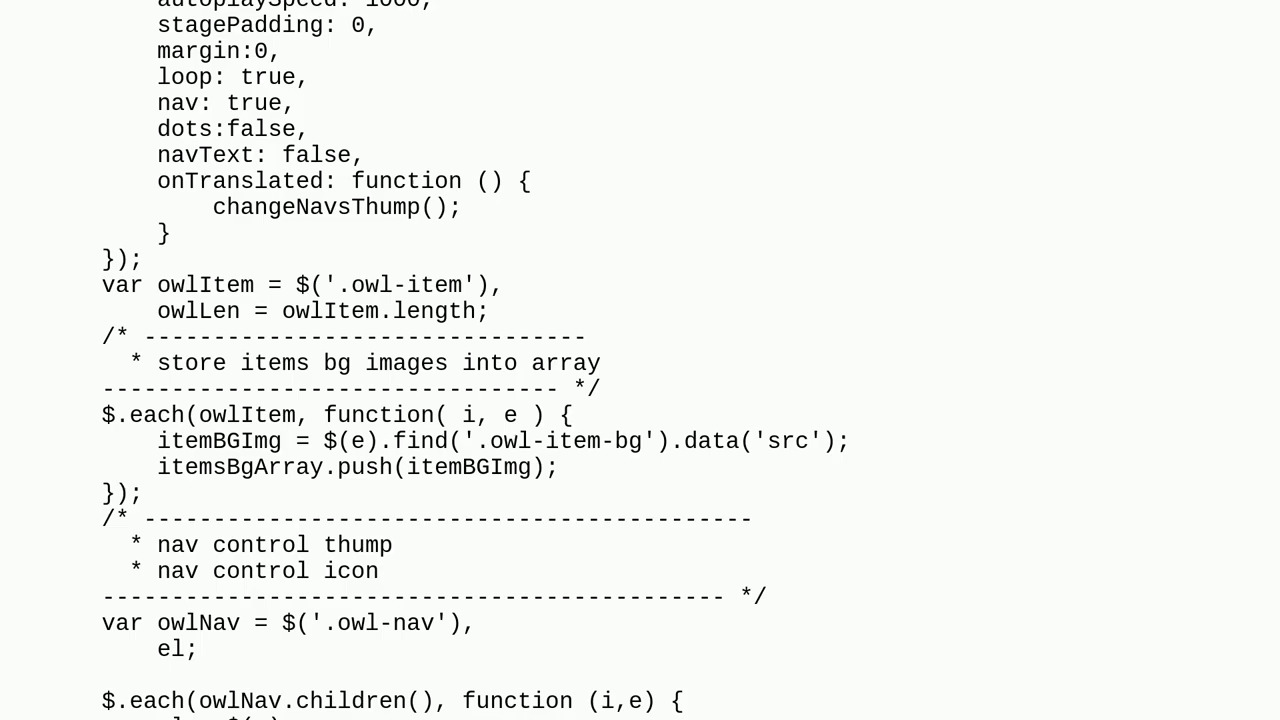 autoplaySpeed: 1000,
stagePadding: 0,
margin:0,
loop: true,
nav: true,
dots:false,
navText: false,
onTranslated: function () {
changeNavsThump();
}
});
var owlItem = $('.owl-item'),
owlLen = owlItem.length;
/* --------------------------------
* store items bg images into array
--------------------------------- */
$.each(owlItem, function( i, e ) {
itemBGImg = $(e).find('.owl-item-bg').data('src');
itemsBgArray.push(itemBGImg);
});
/* --------------------------------------------
* nav control thump
* nav control icon
--------------------------------------------- */
var owlNav = $('.owl-nav'),
el;
$.each(owlNav.children(), function (i,e) {